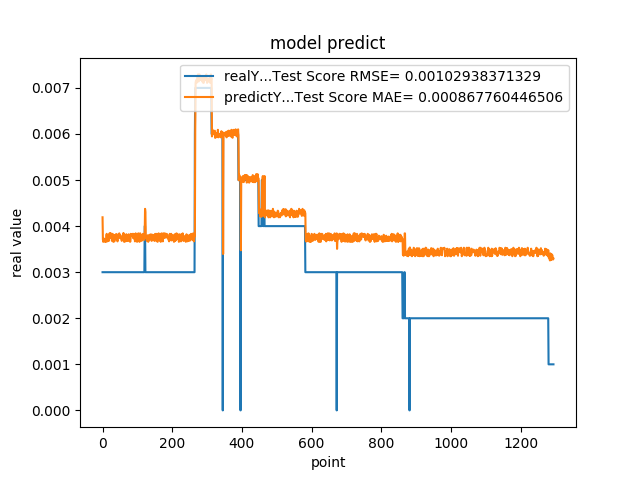 model predict
realY...Test Score RMSE= 0.00102938371329
predictY...Test Score MAE= 0.000867760446506
0.007
0.006
0.005
0.004
0.003
0.002
0.001
0.000
real value
0 200 400 600 800 1000 1200
point